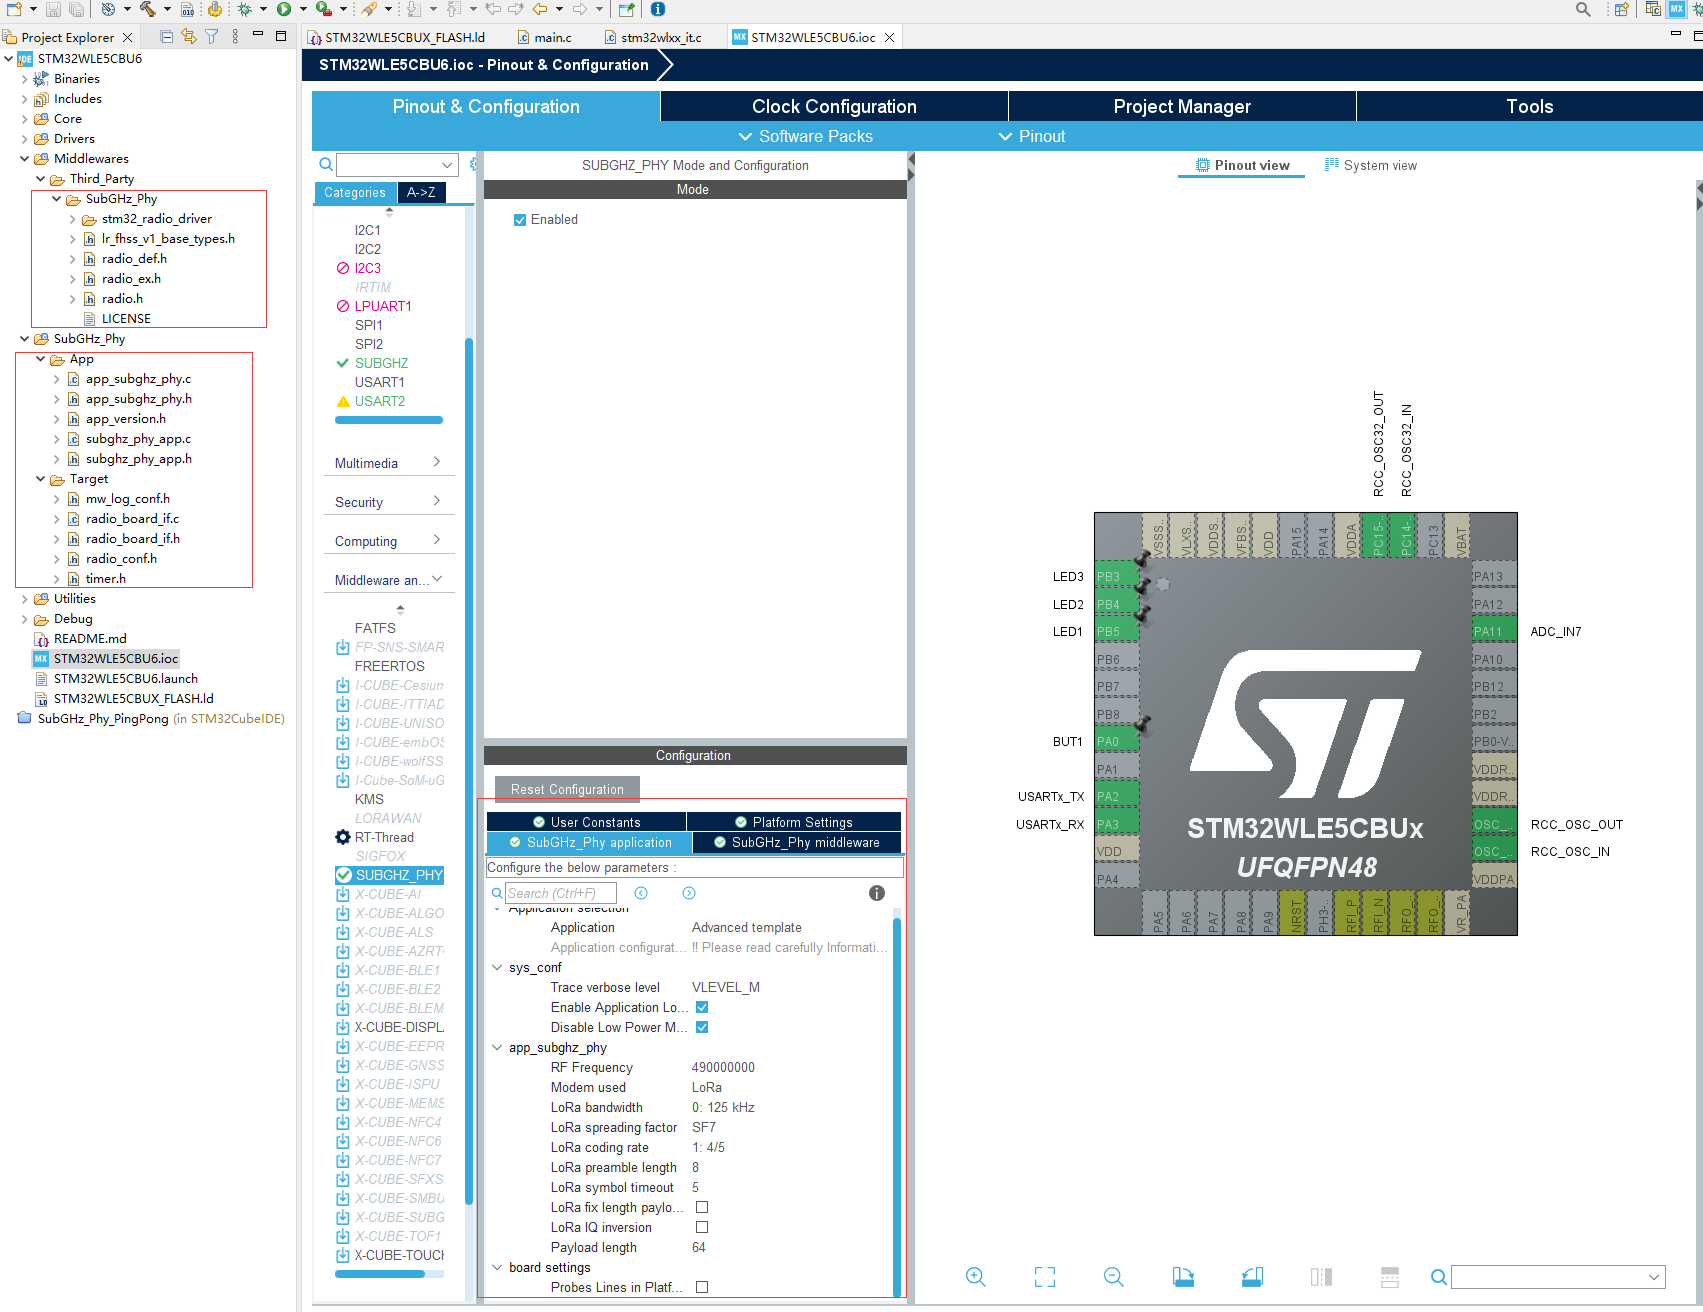 Project Explorer
STM32WLE5CBU6
Binaries
Includes
Core
Drivers
Middlewares
Third_Party
SubGHz_Phy
stm32_radio_driver
lr_fhss_v1_base_types.h
radio_def.h
radio_ex.h
radio.h
LICENSE
SubGHz_Phy
App
app_subghz_phy.c
app_subghz_phy.h
app_version.h
subghz_phy_app.c
subghz_phy_app.h
Target
mw_log_conf.h
radio_board_if.c
radio_board_if.h
radio_conf.h
timer.h
Utilities
Debug
README.md
STM32WLE5CBU6.ioc
STM32WLE5CBU6.launch
STM32WLE5CBUX_FLASH.ld
SubGHz_Phy_PingPong (in STM32CubeIDE)
STM32WLE5CBUX_FLASH.ld
main.c
stm32wlxx_it.c
STM32WLE5CBU6.ioc
STM32WLE5CBU6.ioc - Pinout & Configuration
Pinout & Configuration
Clock Configuration
Project Manager
Tools
Software Packs
Pinout
Categories
A->Z
I2C1
I2C2
I2C3
IRTIM
LPUART1
SPI1
SPI2
SUBGHZ
USART1
USART2
Multimedia
Security
Computing
Middleware an...
FATFS
FP-SNS-SMAR
FREERTOS
I-CUBE-Cesium
I-CUBE-ITTIAD
I-CUBE-UNISO
I-CUBE-embOS
I-CUBE-wolfSS
I-Cube-SoM-uG
KMS
LORAWAN
RT-Thread
SIGFOX
SUBGHZ_PHY
X-CUBE-AI
X-CUBE-ALGO
X-CUBE-ALS
X-CUBE-AZRT
X-CUBE-BLE1
X-CUBE-BLE2
X-CUBE-BLEM
X-CUBE-DISPL
X-CUBE-EEPR
X-CUBE-GNSS
X-CUBE-ISPU
X-CUBE-MEMS
X-CUBE-NFC4
X-CUBE-NFC6
X-CUBE-NFC7
X-CUBE-SFXS
X-CUBE-SMBU
X-CUBE-SUBG
X-CUBE-TOF1
X-CUBE-TOUCH
SUBGHZ_PHY Mode and Configuration
Mode
Enabled
Configuration
Reset Configuration
User Constants
Platform Settings
SubGHz_Phy application
SubGHz_Phy middleware
Configure the below parameters :
Search (Ctrl+F)
Application selection
Application Advanced template
Application configurat... !! Please read carefully Informati...
sys_conf
Trace verbose level VLEVEL_M
Enable Application Lo...
Disable Low Power M...
app_subghz_phy
RF Frequency 490000000
Modem used LoRa
LoRa bandwidth 0: 125 kHz
LoRa spreading factor SF7
LoRa coding rate 1: 4/5
LoRa preamble length 8
LoRa symbol timeout 5
LoRa fix length paylo...
LoRa IQ inversion
Payload length 64
board settings
Probes Lines in Platf...
Pinout view
System view
RCC_OSC32_OUT
RCC_OSC32_IN
VSSS..
VLXS..
VDDS..
VFBS..
VDD
PA15
PA14
VDDA
PC15-..
PC14-..
PC13
VBAT
LED3 PB3
LED2 PB4
LED1 PB5
PB6
PB7
PB8
BUT1 PA0
PA1
USARTx_TX PA2
USARTx_RX PA3
VDD
PA4
PA13
PA12
PA11 ADC_IN7
PA10
PB12
PB2
PB0-V..
VDDR..
VDDR..
OSC_.. RCC_OSC_OUT
OSC_.. RCC_OSC_IN
VDDPA
ST
STM32WLE5CBUx
UFQFPN48
PA5
PA6
PA7
PA8
PA9
NRST
PH3-..
RFI_P
RFI_N
RFO_..
RFO_..
VR_PA